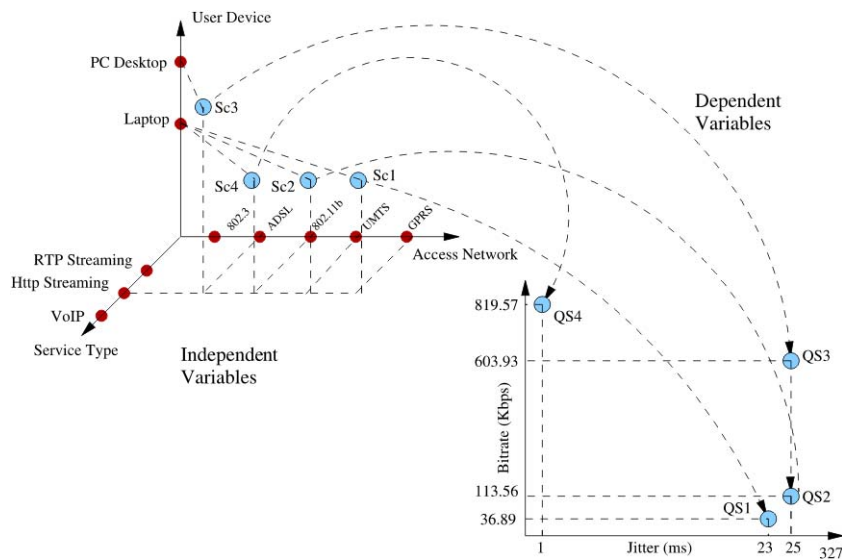 User Device
PC Desktop
Sc3
Dependent
Variables
Laptop
Sc4
Sc2
Sc1
802.3
ADSL
802.11b
UMTS
GPRS
Access Network
RTP Streaming
Http Streaming
VoIP
Service Type
Independent
Variables
819.57
QS4
603.93
QS3
Bitrate (Kbps)
113.56
QS2
QS1
36.89
1
Jitter (ms)
23
25
327